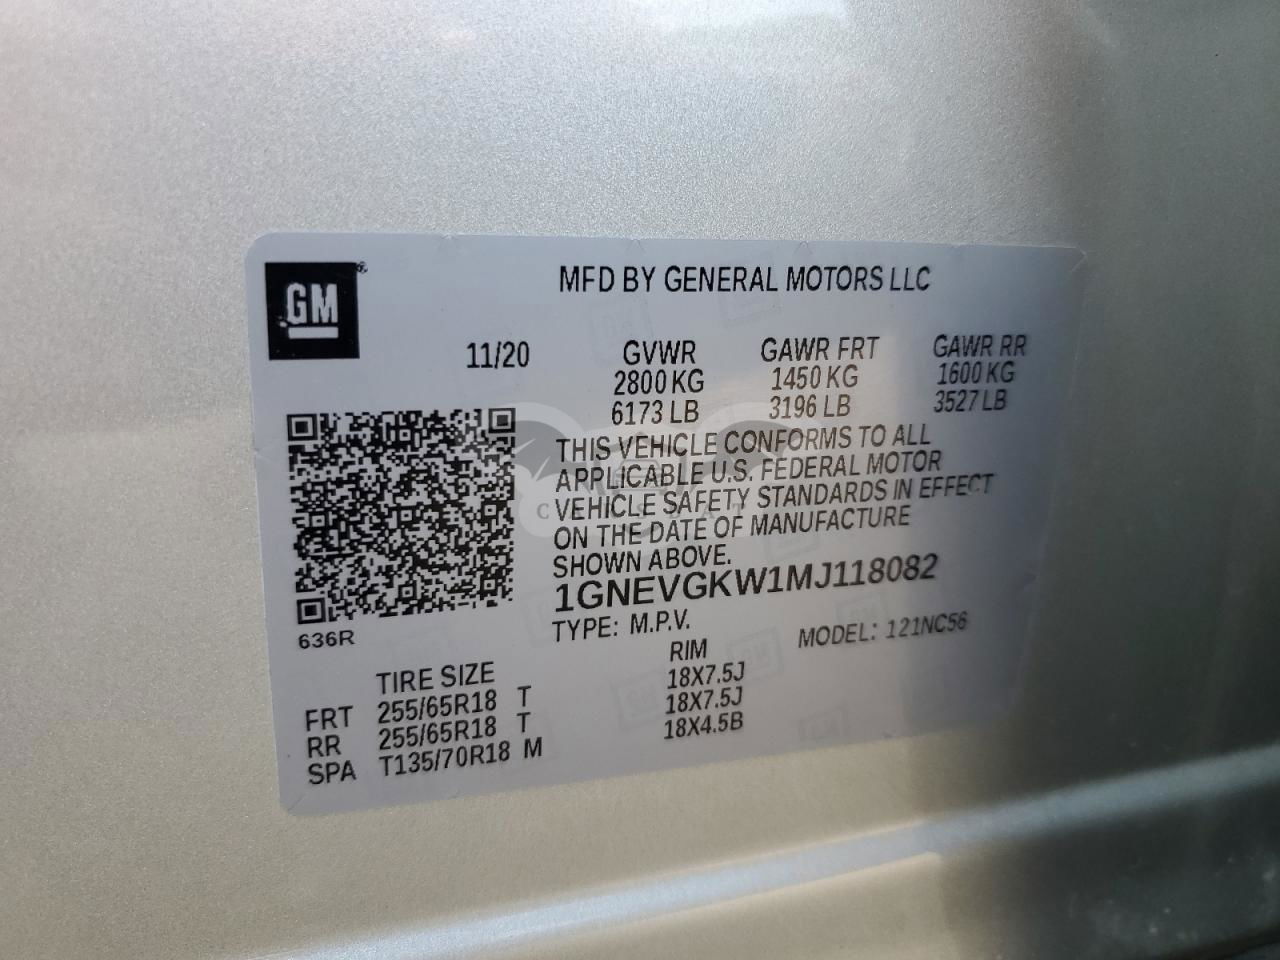 GM
MFD BY GENERAL MOTORS LLC
11/20 GVWR GAWR FRT GAWR RR
2800 KG 1450 KG 1600 KG
6173 LB 3196 LB 3527 LB
THIS VEHICLE CONFORMS TO ALL
APPLICABLE U.S. FEDERAL MOTOR
VEHICLE SAFETY STANDARDS IN EFFECT
ON THE DATE OF MANUFACTURE
SHOWN ABOVE.
1GNEVGKW1MJ118082
TYPE: M.P.V. MODEL: 121NC56
636R
TIRE SIZE RIM
FRT 255/65R18 T 18X7.5J
RR 255/65R18 T 18X7.5J
SPA T135/70R18 M 18X4.5B